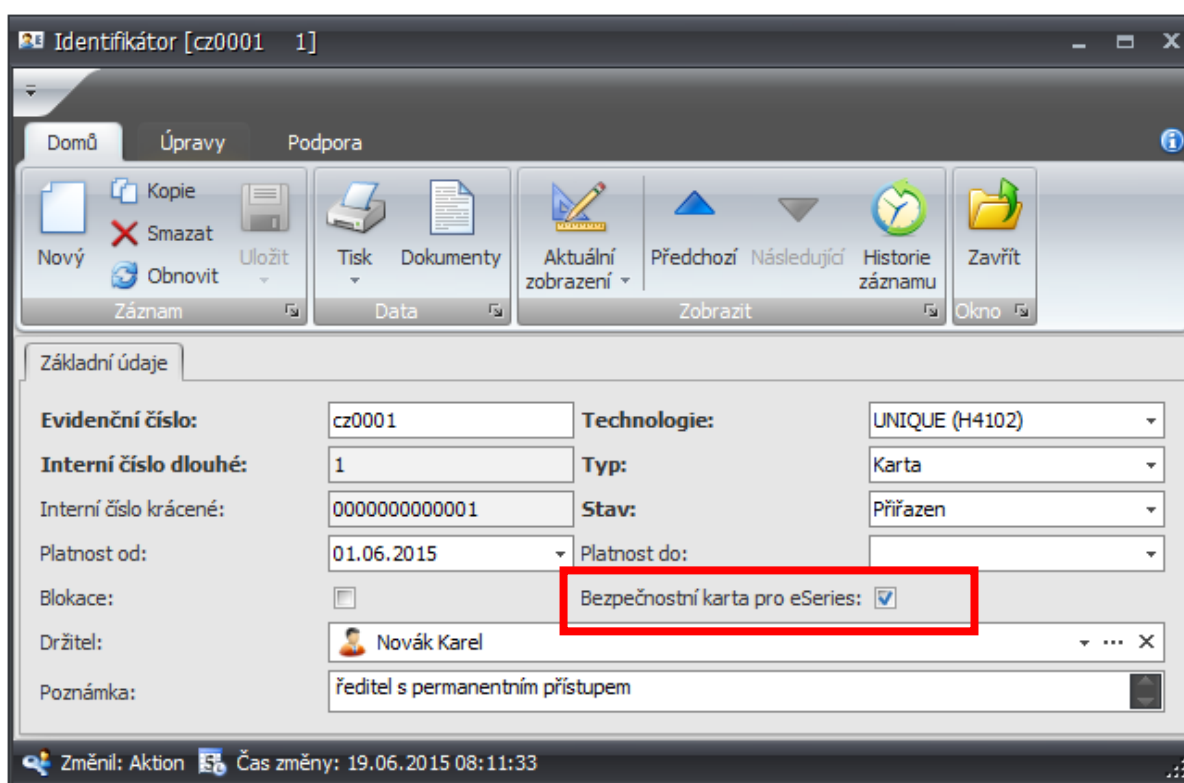 Identifikátor [cz0001 1]
Domů Úpravy Podpora
Nový
Kopie
Smazat
Obnovit
Uložit
Záznam
Tisk
Dokumenty
Data
Aktuální
zobrazení
Předchozí
Následující
Historie
záznamu
Zobrazit
Zavřít
Okno
Základní údaje
Evidenční číslo: cz0001 Technologie: UNIQUE (H4102)
Interní číslo dlouhé: 1 Typ: Karta
Interní číslo krácené: 0000000000001 Stav: Přiřazen
Platnost od: 01.06.2015 Platnost do:
Blokace: Bezpečnostní karta pro eSeries:
Držitel: Novák Karel
Poznámka: ředitel s permanentním přístupem
Změnil: Aktion Čas změny: 19.06.2015 08:11:33